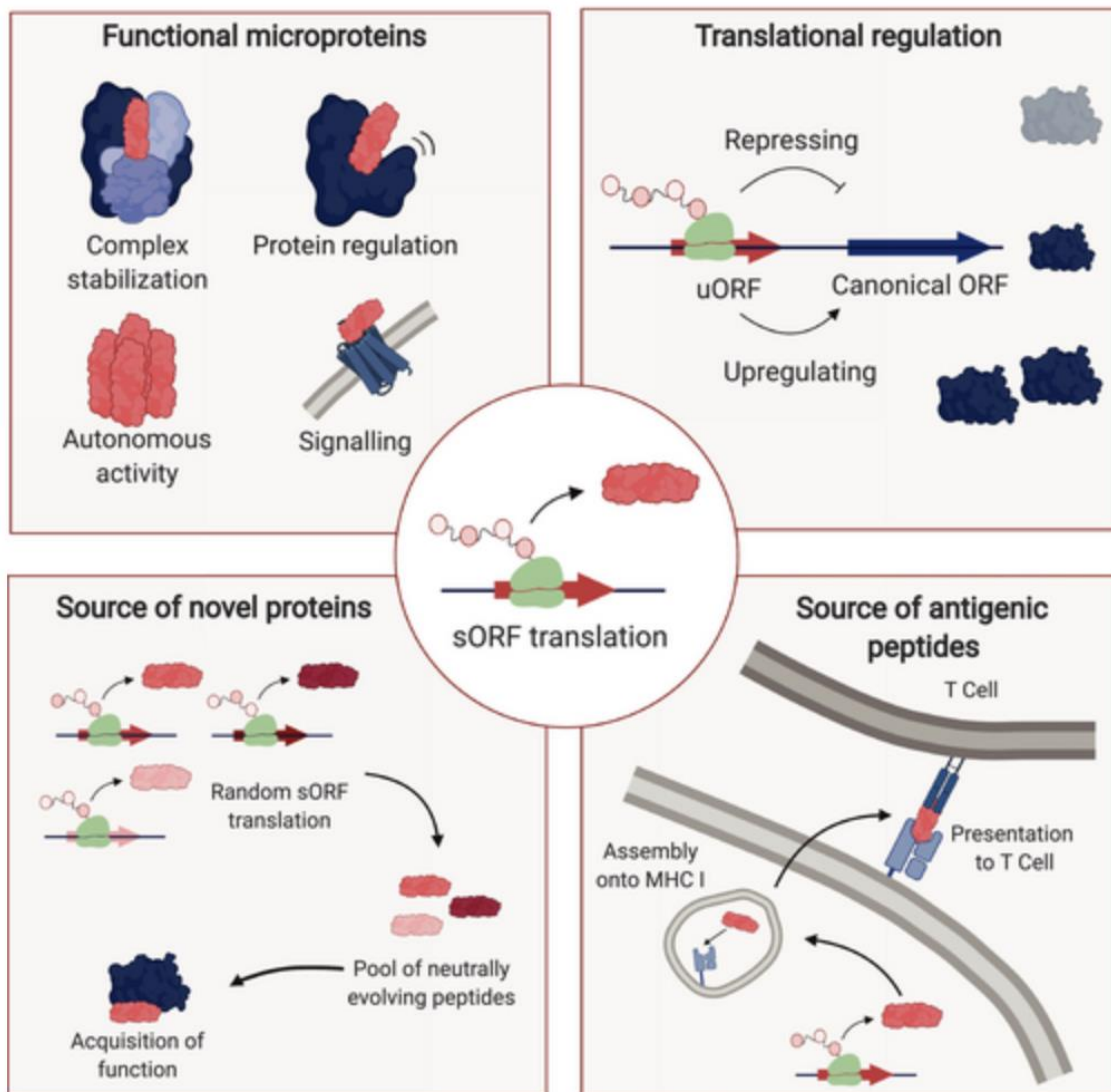 Functional microproteins
Complex
stabilization
Protein regulation
Autonomous
activity
Signalling
Translational regulation
Repressing
uORF
Canonical ORF
Upregulating
sORF translation
Source of novel proteins
Random sORF
translation
Pool of neutrally
evolving peptides
Acquisition of
function
Source of antigenic
peptides
T Cell
Assembly
onto MHC I
Presentation
to T Cell